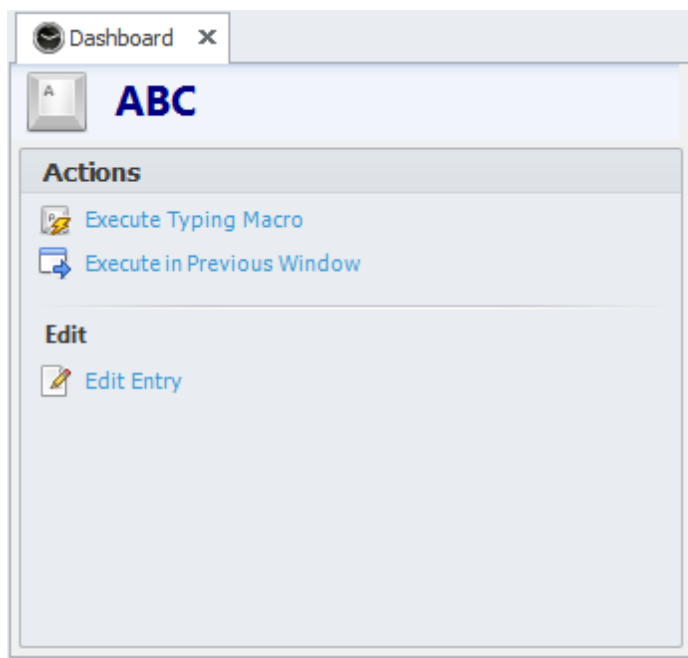 Dashboard
A
ABC
Actions
Execute Typing Macro
Execute in Previous Window
Edit
Edit Entry